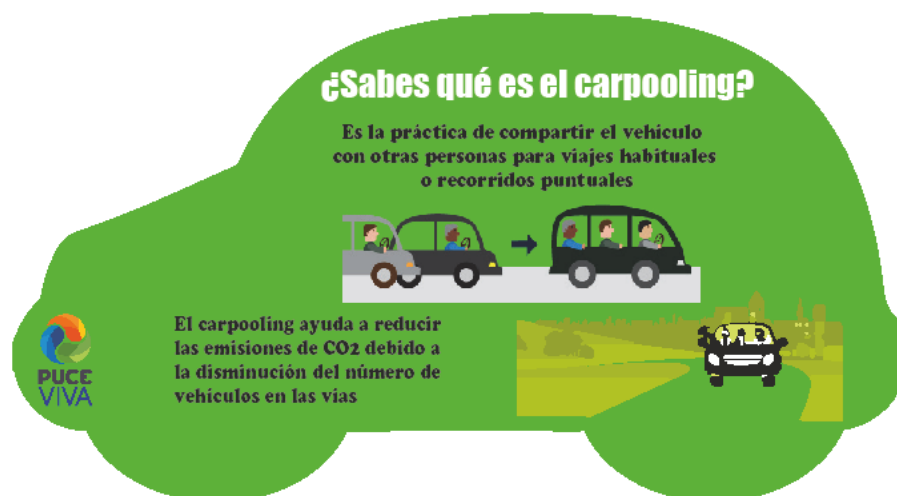 ¿Sabes qué es el carpooling?
Es la práctica de compartir el vehículo
con otras personas para viajes habituales
o recorridos puntuales
El carpooling ayuda a reducir
las emisiones de CO2 debido a
la disminución del número de
vehículos en las vias
PUCE
VIVA